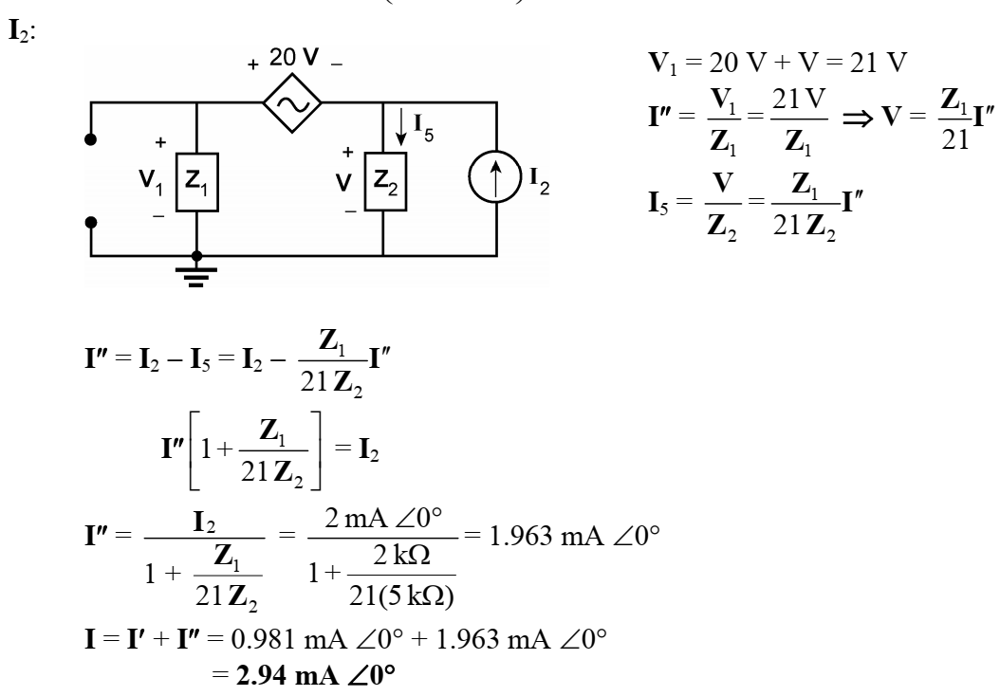 I₂:
+ 20 V –
I₅
+
V₁ Z₁
–
+
V Z₂
–
I₂
V₁ = 20 V + V = 21 V
I″ = V₁/Z₁ = 21 V/Z₁ ⇒ V = Z₁/21 I″
I₅ = V/Z₂ = Z₁/21 Z₂ I″
I″ = I₂ – I₅ = I₂ – Z₁/21 Z₂ I″
I″[1 + Z₁/21 Z₂] = I₂
I″ = I₂/(1 + Z₁/21 Z₂) = 2 mA ∠0°/(1 + 2 kΩ/21(5 kΩ)) = 1.963 mA ∠0°
I = I′ + I″ = 0.981 mA ∠0° + 1.963 mA ∠0°
= 2.94 mA ∠0°